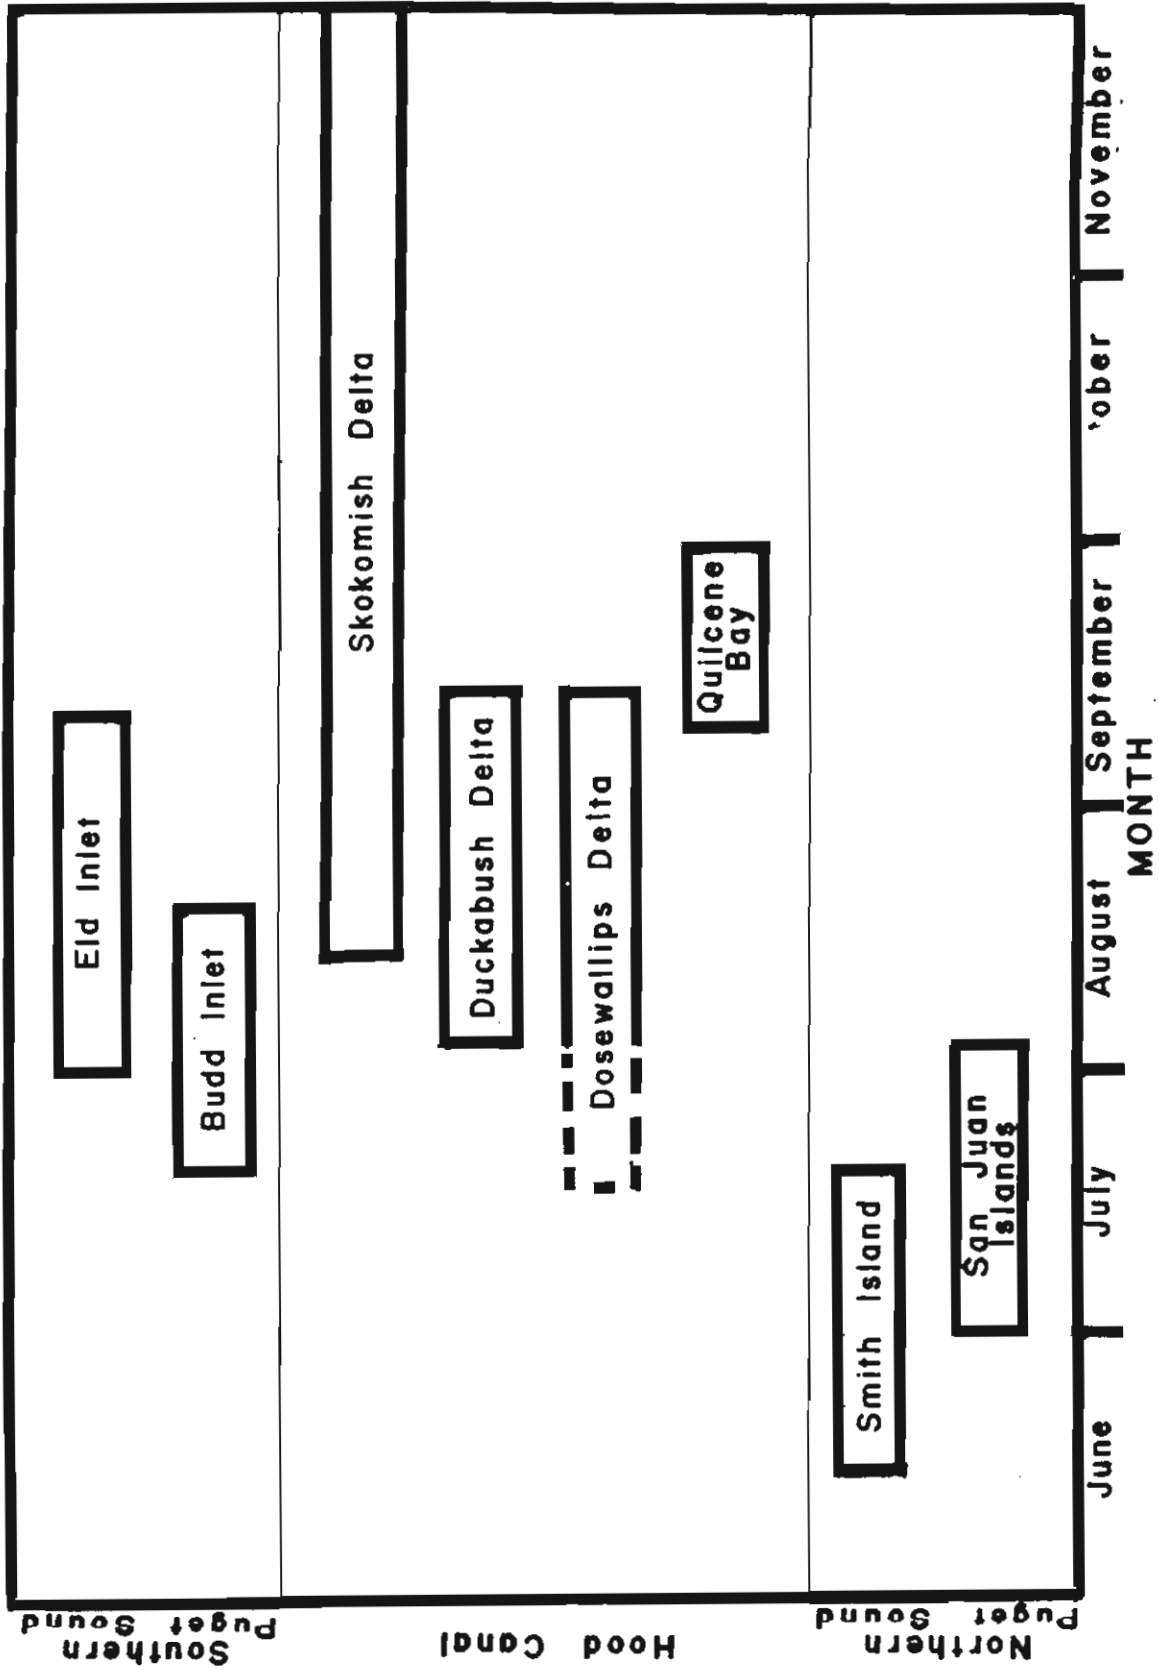 Southern
Puget
Sound
Hood Canal
Northern
Puget
Sound
Eld Inlet
Budd Inlet
Skokomish Delta
Duckabush Delta
Dosewallips Delta
Quilcene
Bay
Smith Island
San Juan
Islands
June
July
August
September
ober
November
MONTH